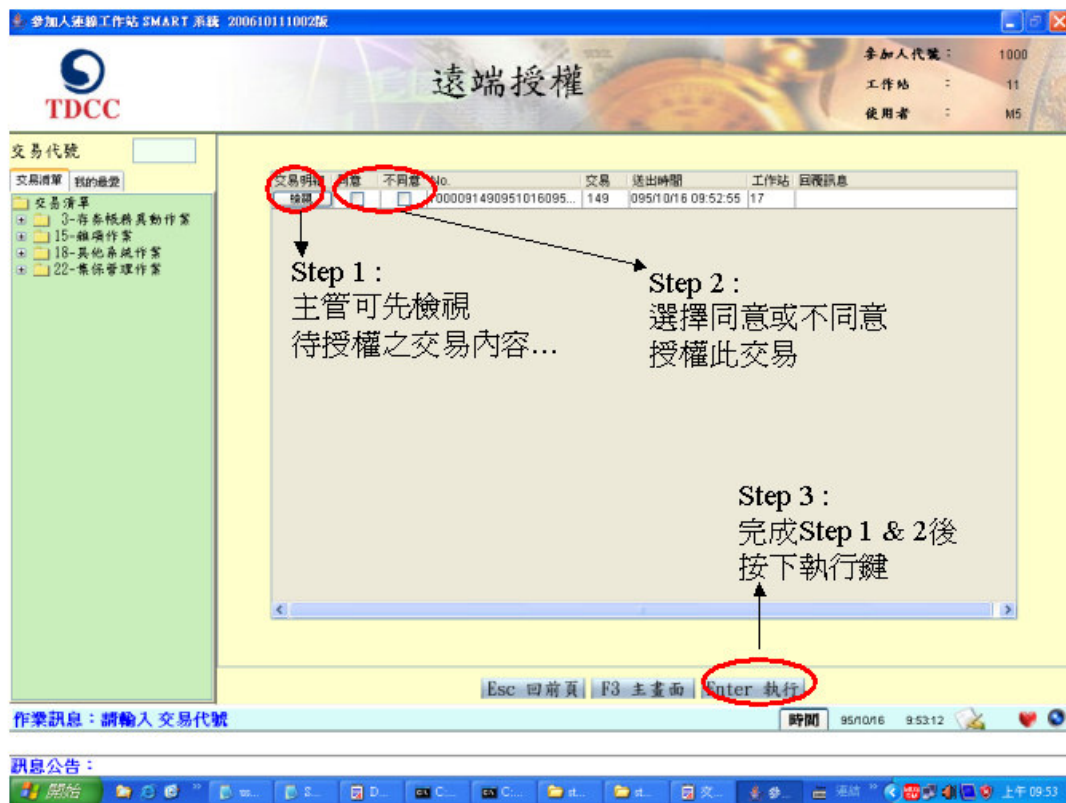 參加人連線工作站 SMART 系統 200610111002版
TDCC
遠端授權
參加人代號： 1000
工作站 ： 11
使用者 ： M5
交易代號
交易清單 我的最愛
交易清單
3-存券帳務異動作業
15-雜項作業
18-其他系統作業
22-集保管理作業
交易明細 同意 不同意 No. 交易 送出時間 工作站 回覆訊息
檢視 7000091490951016095... 149 095/10/16 09:52:55 17
Step 1：
主管可先檢視
待授權之交易內容…
Step 2：
選擇同意或不同意
授權此交易
Step 3：
完成Step 1 & 2後
按下執行鍵
Esc 回前頁 F3 主畫面 Enter 執行
作業訊息：請輸入 交易代號
時間 95/10/16 9:53:12
訊息公告：
開始 S... D... C:... C:... st... st... 交... 參... 連結 上午 09:53